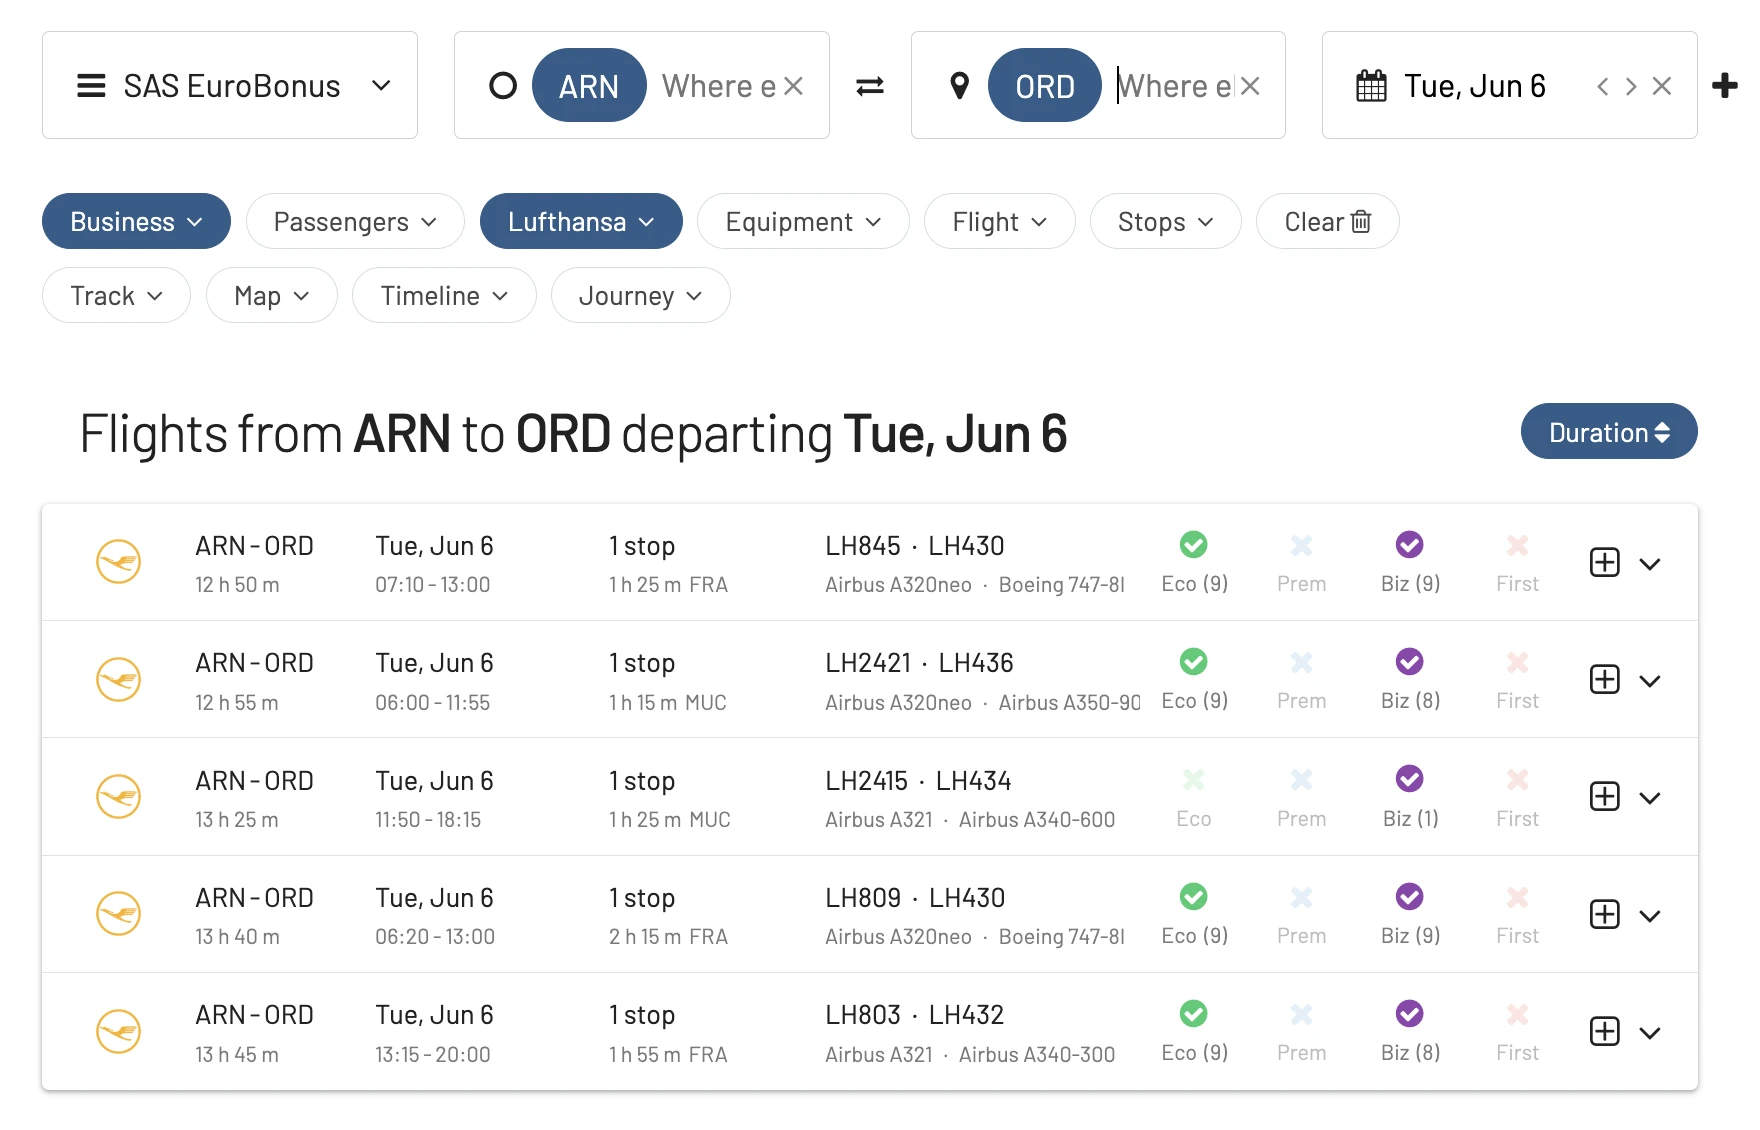 SAS EuroBonus ARN Where e ORD Where e Tue, Jun 6
Business Passengers Lufthansa Equipment Flight Stops Clear
Track Map Timeline Journey
Flights from ARN to ORD departing Tue, Jun 6 Duration
ARN - ORD Tue, Jun 6 1 stop LH845 · LH430
12 h 50 m 07:10 - 13:00 1 h 25 m FRA Airbus A320neo · Boeing 747-8I Eco (9) Prem Biz (9) First
ARN - ORD Tue, Jun 6 1 stop LH2421 · LH436
12 h 55 m 06:00 - 11:55 1 h 15 m MUC Airbus A320neo · Airbus A350-90 Eco (9) Prem Biz (8) First
ARN - ORD Tue, Jun 6 1 stop LH2415 · LH434
13 h 25 m 11:50 - 18:15 1 h 25 m MUC Airbus A321 · Airbus A340-600 Eco Prem Biz (1) First
ARN - ORD Tue, Jun 6 1 stop LH809 · LH430
13 h 40 m 06:20 - 13:00 2 h 15 m FRA Airbus A320neo · Boeing 747-8I Eco (9) Prem Biz (9) First
ARN - ORD Tue, Jun 6 1 stop LH803 · LH432
13 h 45 m 13:15 - 20:00 1 h 55 m FRA Airbus A321 · Airbus A340-300 Eco (9) Prem Biz (8) First